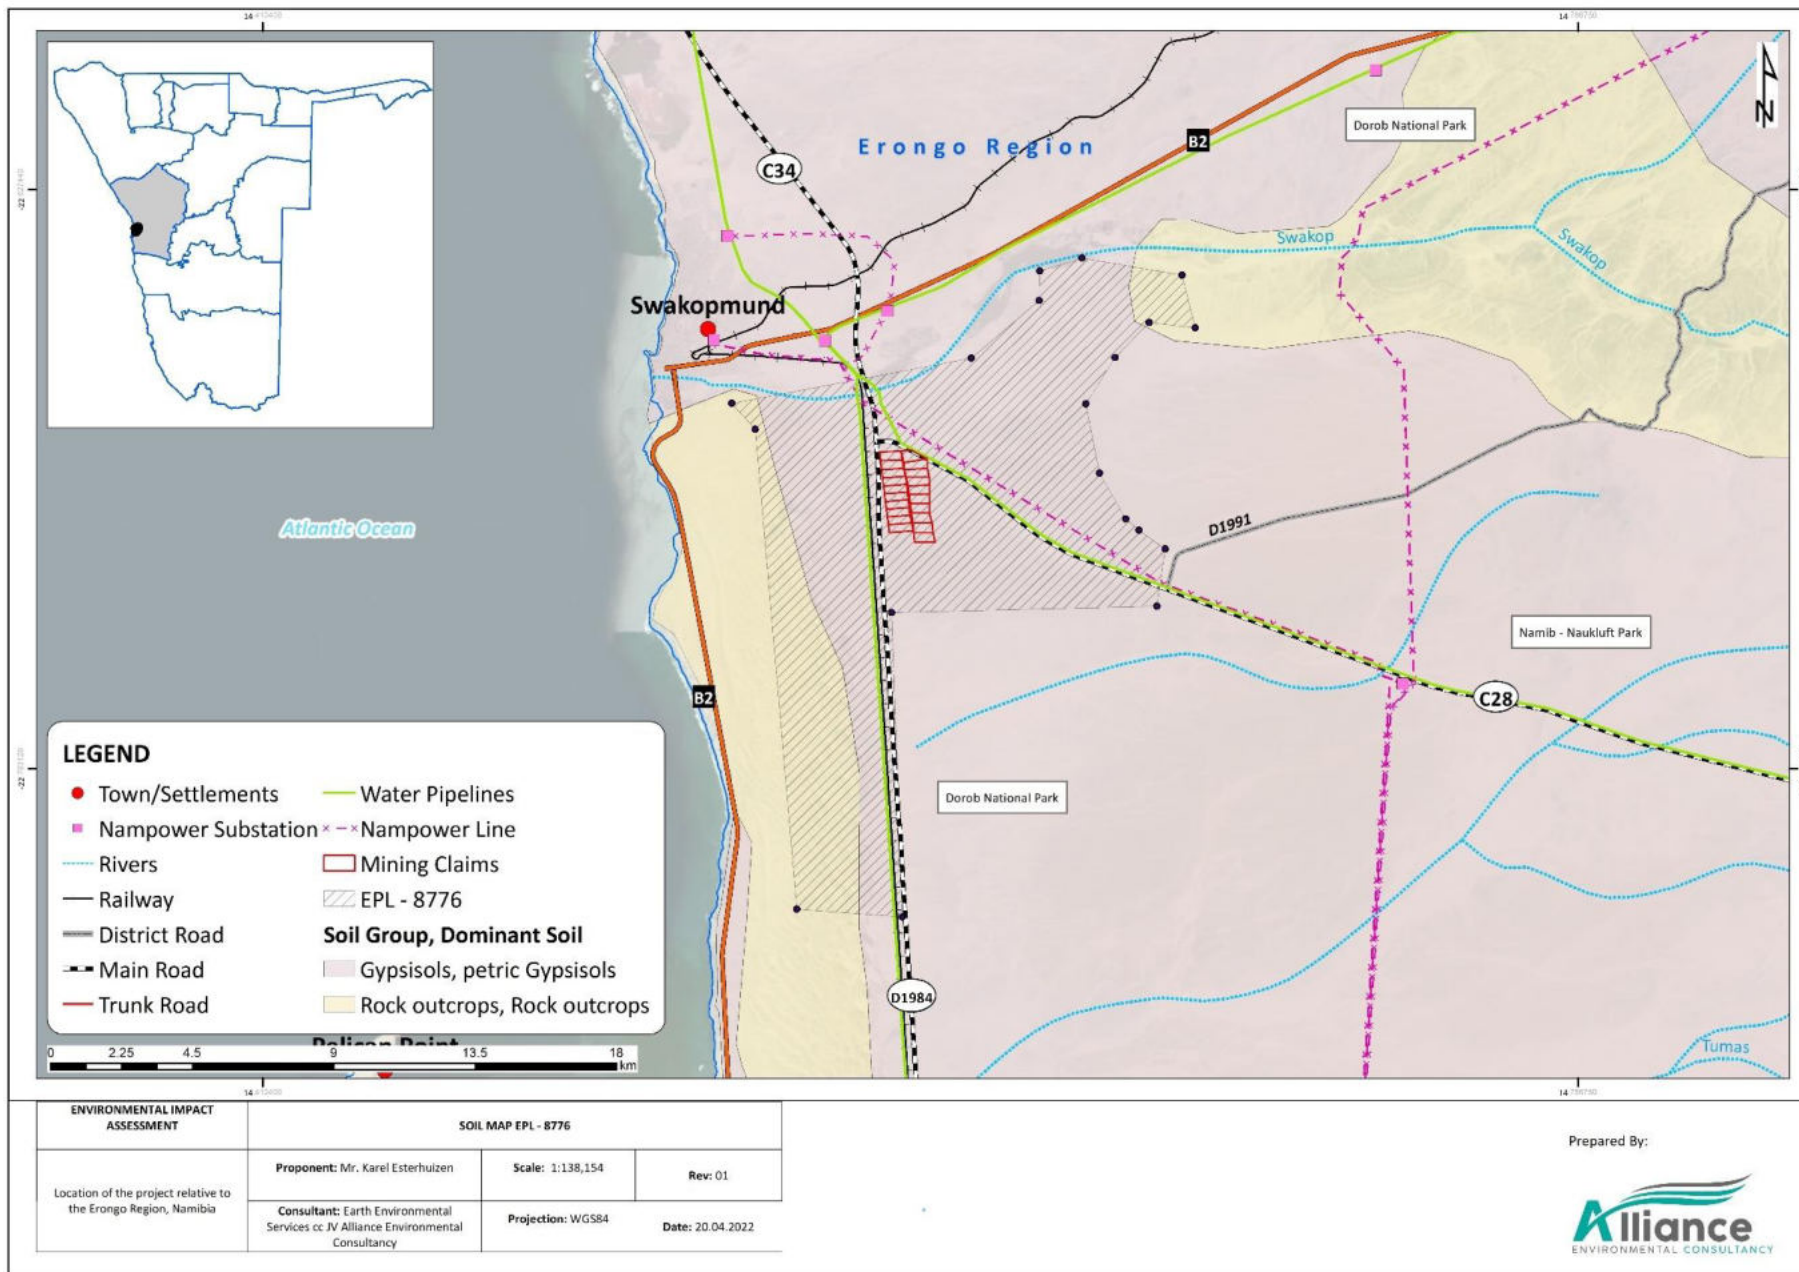 Erongo Region
Dorob National Park
B2
C34
Swakop
Swakop
Swakopmund
Atlantic Ocean
D1991
Namib - Naukluft Park
C28
B2
Dorob National Park
D1984
Tumas
LEGEND
Town/Settlements
Water Pipelines
Nampower Substation
Nampower Line
Rivers
Mining Claims
Railway
EPL - 8776
District Road
Soil Group, Dominant Soil
Main Road
Gypsisols, petric Gypsisols
Trunk Road
Rock outcrops, Rock outcrops
Pelican Point
0 2.25 4.5 9 13.5 18
km
N
ENVIRONMENTAL IMPACT
ASSESSMENT
SOIL MAP EPL - 8776
Location of the project relative to
the Erongo Region, Namibia
Proponent: Mr. Karel Esterhuizen
Scale: 1:138,154
Rev: 01
Consultant: Earth Environmental
Services cc JV Alliance Environmental
Consultancy
Projection: WGS84
Date: 20.04.2022
Prepared By:
Alliance
ENVIRONMENTAL CONSULTANCY